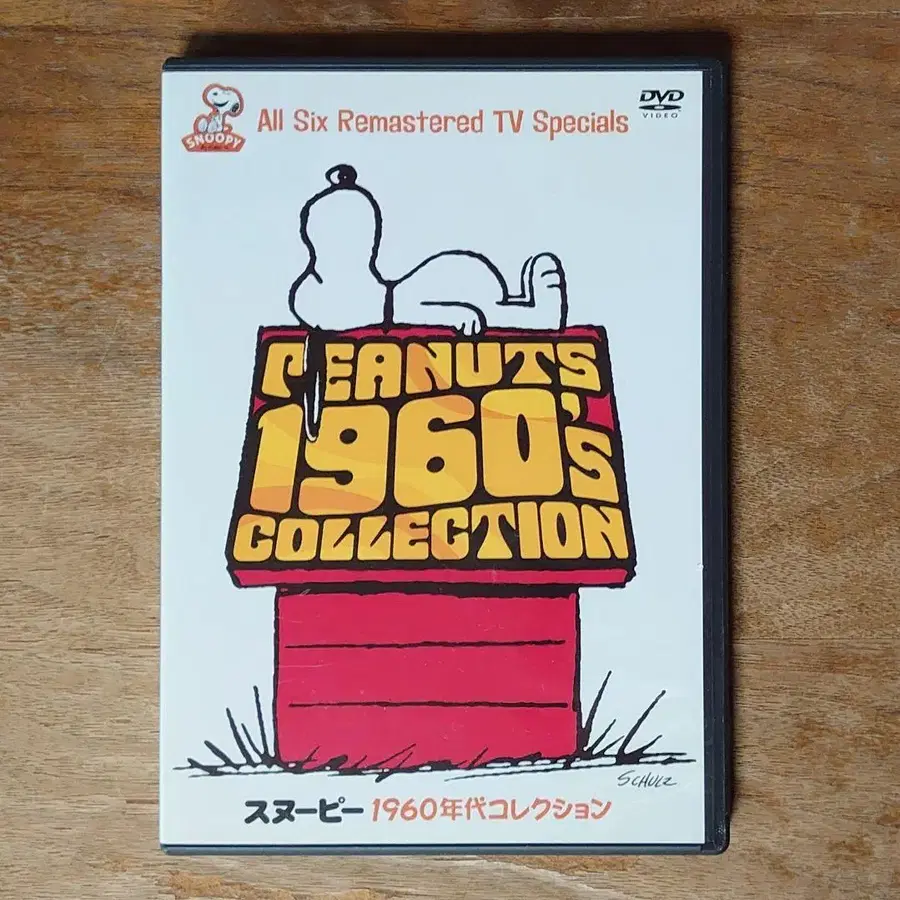 SNOOPY
All Six Remastered TV Specials
DVD
VIDEO
PEANUTS
1960's
COLLECTION
SCHULZ
スヌーピー 1960年代コレクション